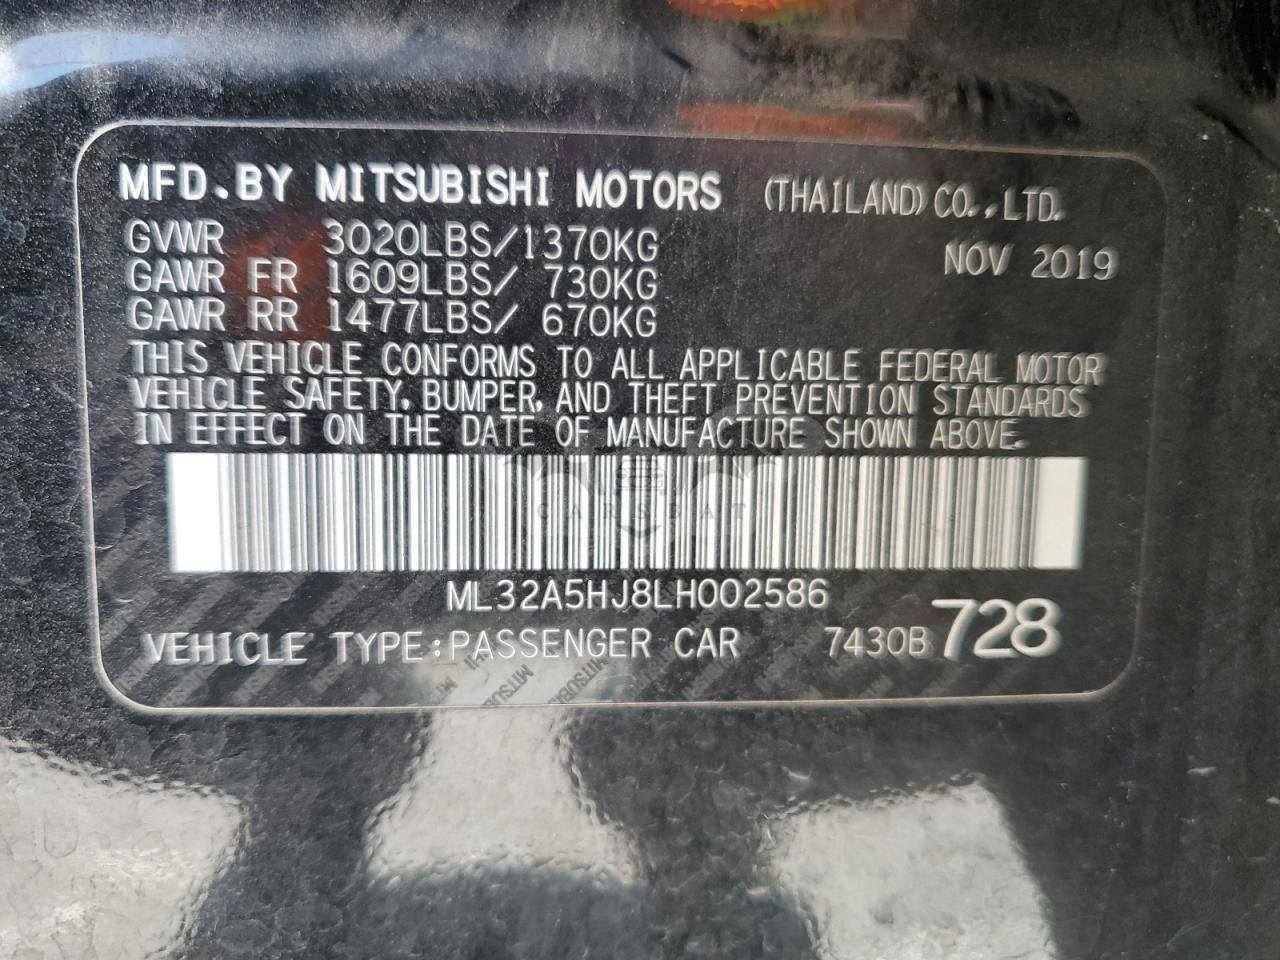 MFD.BY MITSUBISHI MOTORS (THAILAND) CO.,LTD.
GVWR 3020LBS/1370KG NOV 2019
GAWR FR 1609LBS/ 730KG
GAWR RR 1477LBS/ 670KG
THIS VEHICLE CONFORMS TO ALL APPLICABLE FEDERAL MOTOR
VEHICLE SAFETY, BUMPER, AND THEFT PREVENTION STANDARDS
IN EFFECT ON THE DATE OF MANUFACTURE SHOWN ABOVE.
CARSBAT
ML32A5HJ8LH002586
VEHICLE TYPE:PASSENGER CAR 7430B 728